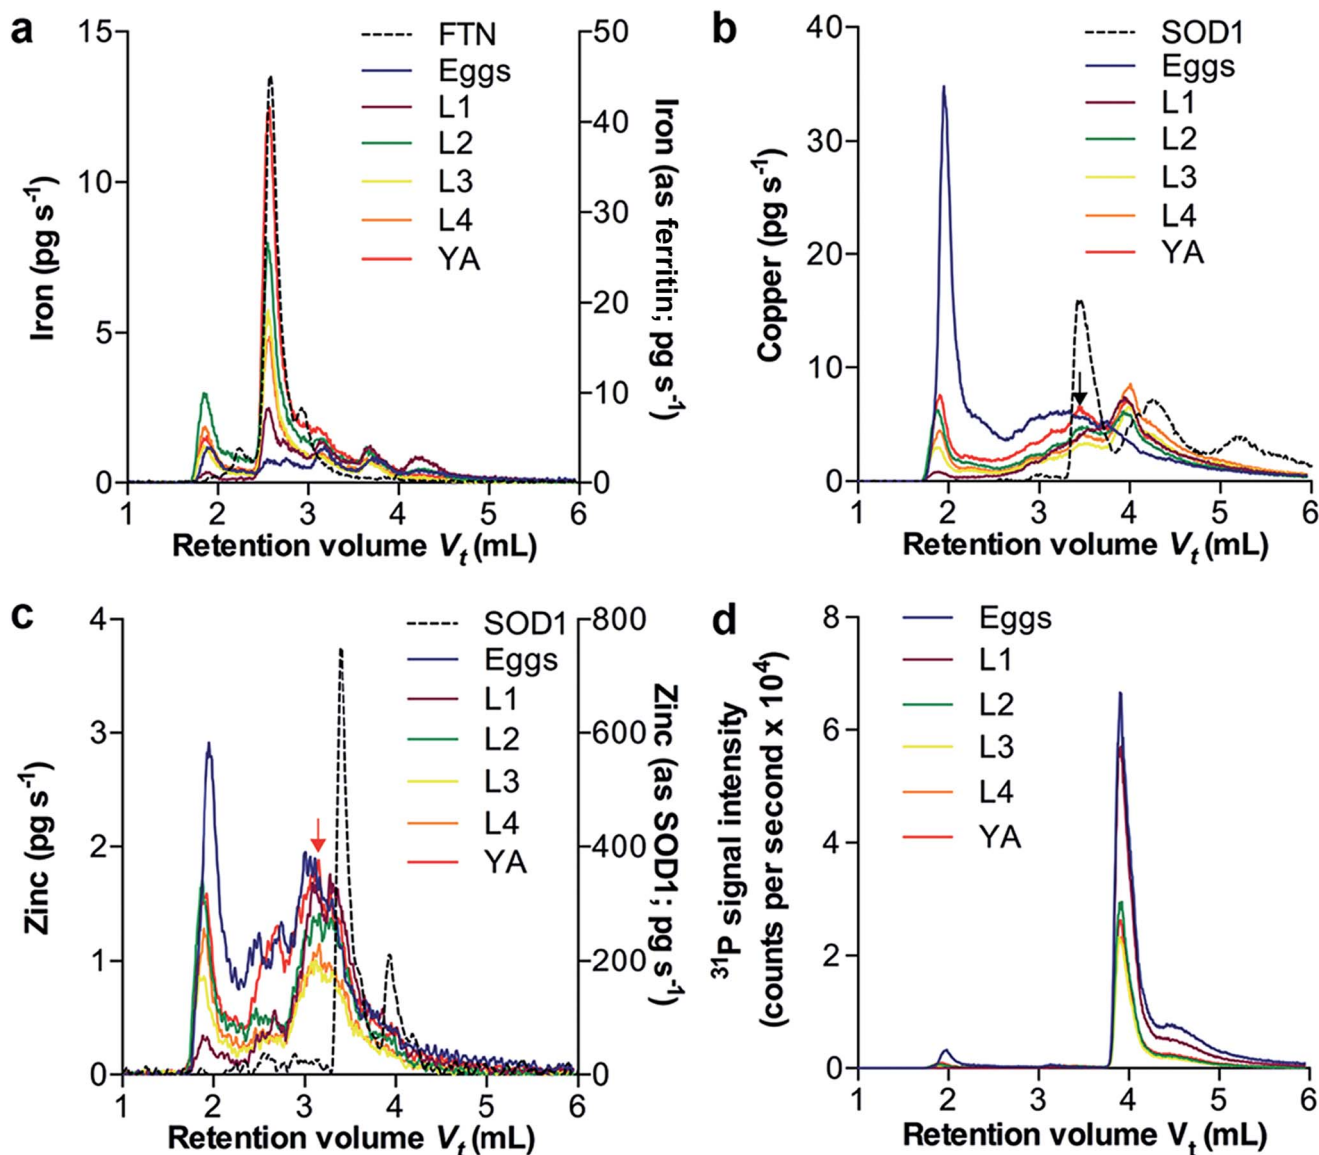 a
15
10
5
0
Iron (pg s-1)
FTN
Eggs
L1
L2
L3
L4
YA
50
40
30
20
10
0
Iron (as ferritin; pg s-1)
1 2 3 4 5 6
Retention volume Vt (mL)
b
40
30
20
10
0
Copper (pg s-1)
SOD1
Eggs
L1
L2
L3
L4
YA
1 2 3 4 5 6
Retention volume Vt (mL)
c
4
3
2
1
0
Zinc (pg s-1)
SOD1
Eggs
L1
L2
L3
L4
YA
800
600
400
200
0
Zinc (as SOD1; pg s-1)
1 2 3 4 5 6
Retention volume Vt (mL)
d
8
6
4
2
0
31P signal intensity
(counts per second x 104)
Eggs
L1
L2
L3
L4
YA
1 2 3 4 5 6
Retention volume Vt (mL)